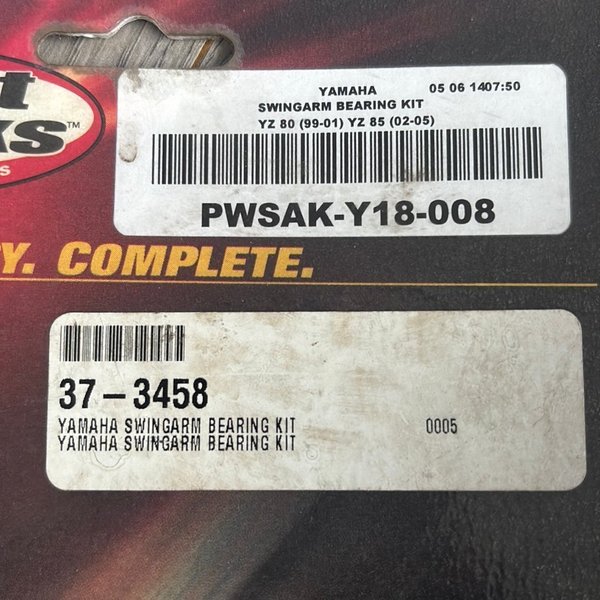 YAMAHA 05 06 1407:50
SWINGARM BEARING KIT
YZ 80 (99-01) YZ 85 (02-05)
PWSAK-Y18-008
COMPLETE.
37-3458
YAMAHA SWINGARM BEARING KIT 0005
YAMAHA SWINGARM BEARING KIT